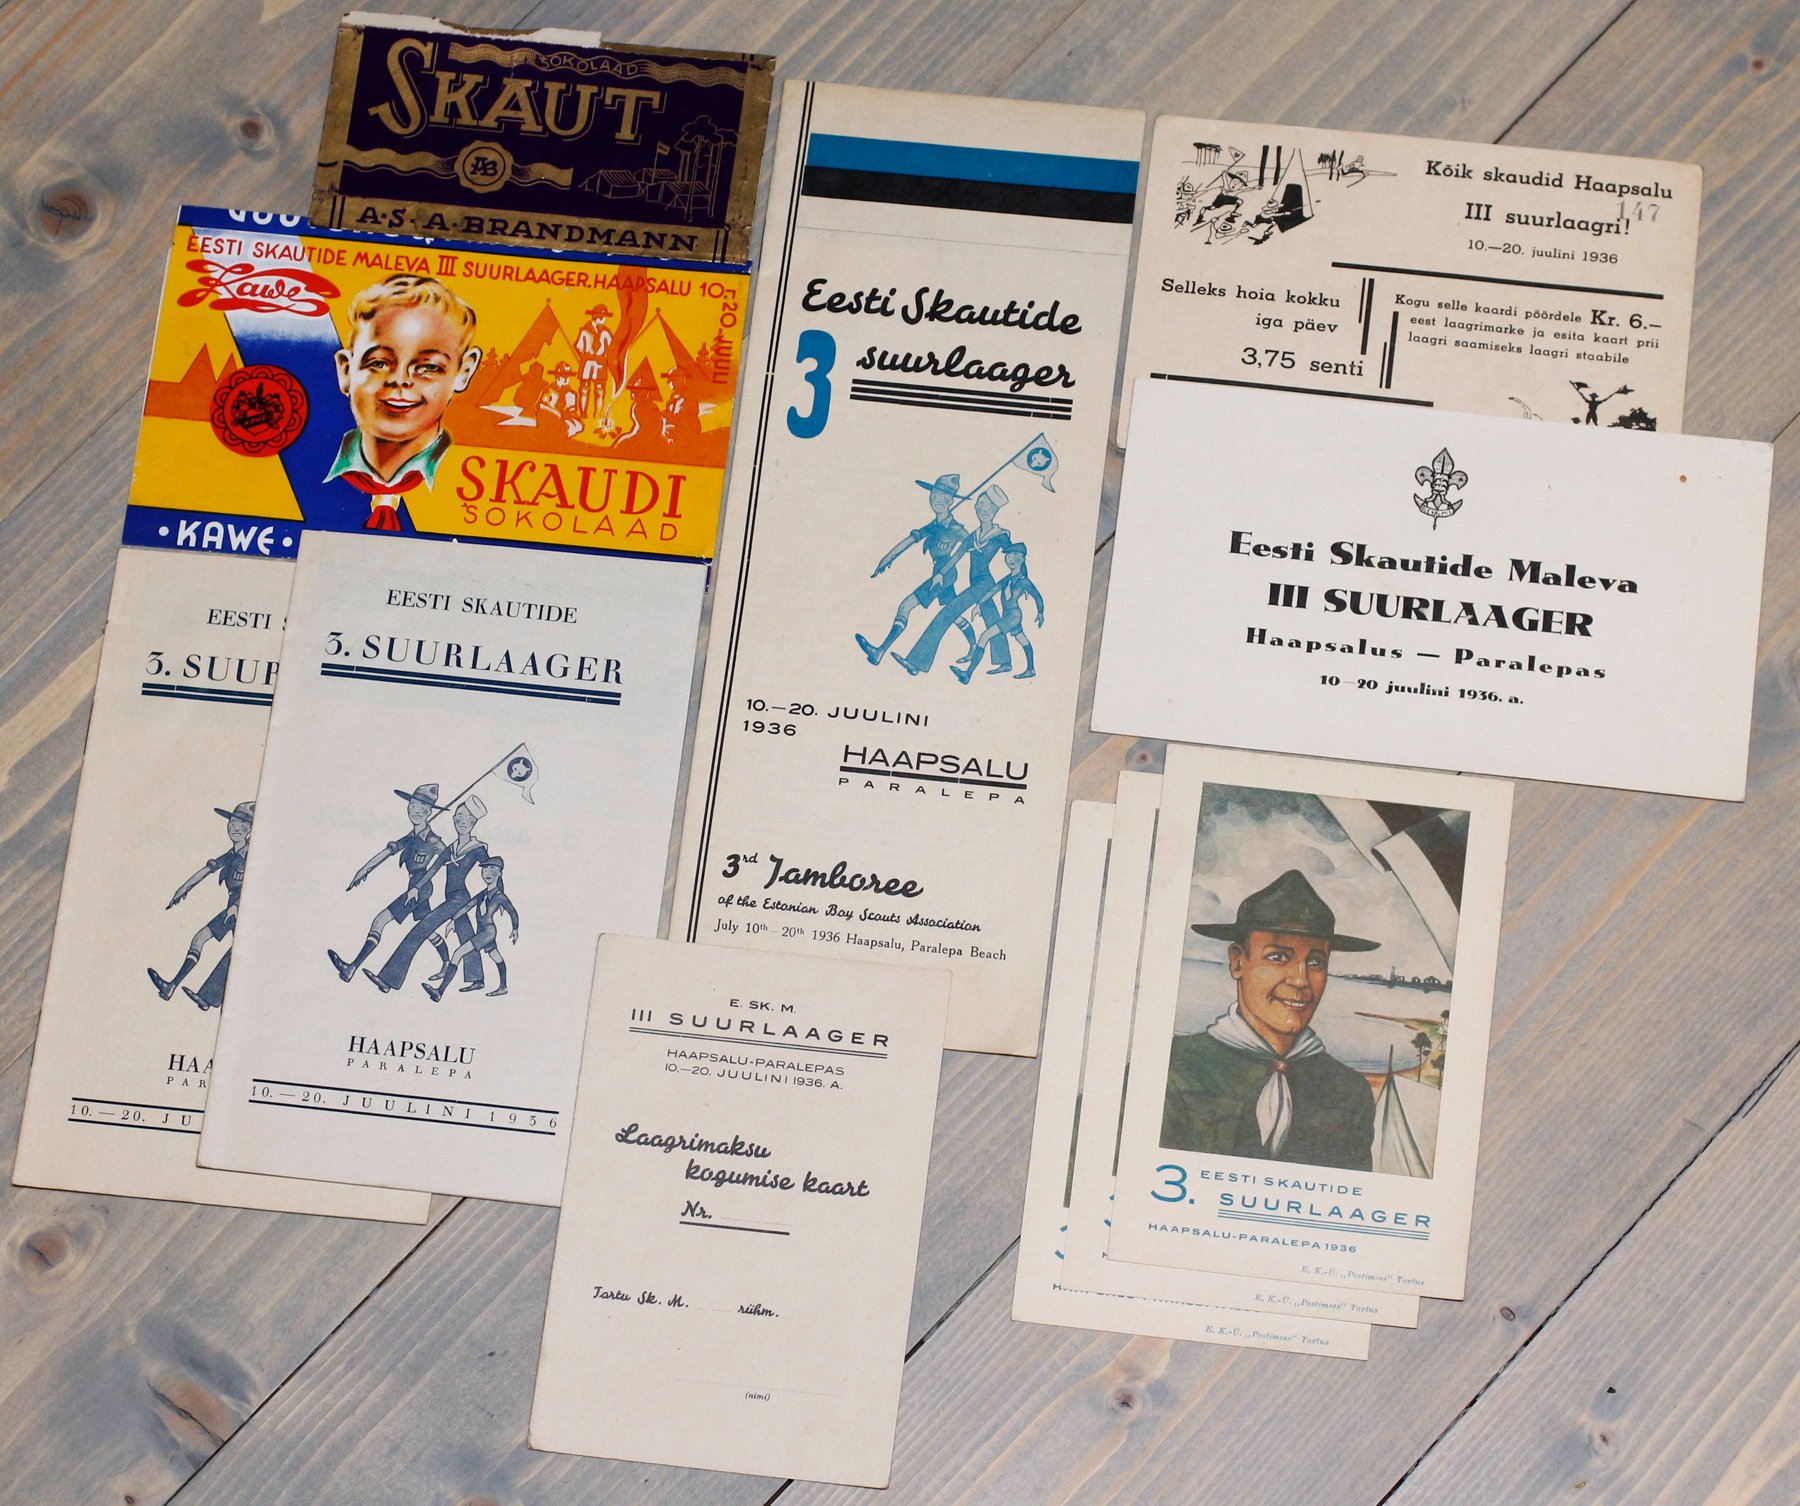 ŠOKOLAAD
SKAUT
AB
A·S·A·BRANDMANN
EESTI SKAUTIDE MALEVA III SUURLAAGER. HAAPSALU 10.-20. JUULI
Kawe
SKAUDI
ŠOKOLAAD
•KAWE•
EESTI
3. SUUR
10.—20. JU
EESTI SKAUTIDE
3. SUURLAAGER
HAAPSALU
PARALEPA
10.—20. JUULINI 1936
Eesti Skautide
3 suurlaager
10.—20. JUULINI
1936
HAAPSALU
PARALEPA
3rd Jamboree
of the Estonian Boy Scouts Association
July 10th—20th 1936 Haapsalu, Paralepa Beach
Kõik skaudid Haapsalu
III suurlaagri!
147
10.—20. juulini 1936
Selleks hoia kokku
iga päev
3,75 senti
Kogu selle kaardi pöördele Kr. 6.—
eest laagrimarke ja esita kaart prii
laagri saamiseks laagri staabile
Eesti Skautide Maleva
III SUURLAAGER
Haapsalus — Paralepas
10—20 juulini 1936. a.
E. SK. M.
III SUURLAAGER
HAAPSALU-PARALEPAS
10.—20. JUULINI 1936. A.
Laagrimaksu
kogumise kaart
Nr.
Tartu Sk. M. rühm.
(nimi)
3. EESTI SKAUTIDE
SUURLAAGER
HAAPSALU-PARALEPA 1936
E. K.-Ü. „Postimees" Tartus
E. K.-Ü. „Postimees" Tartus
E. K.-Ü. „Postimees" Tartus